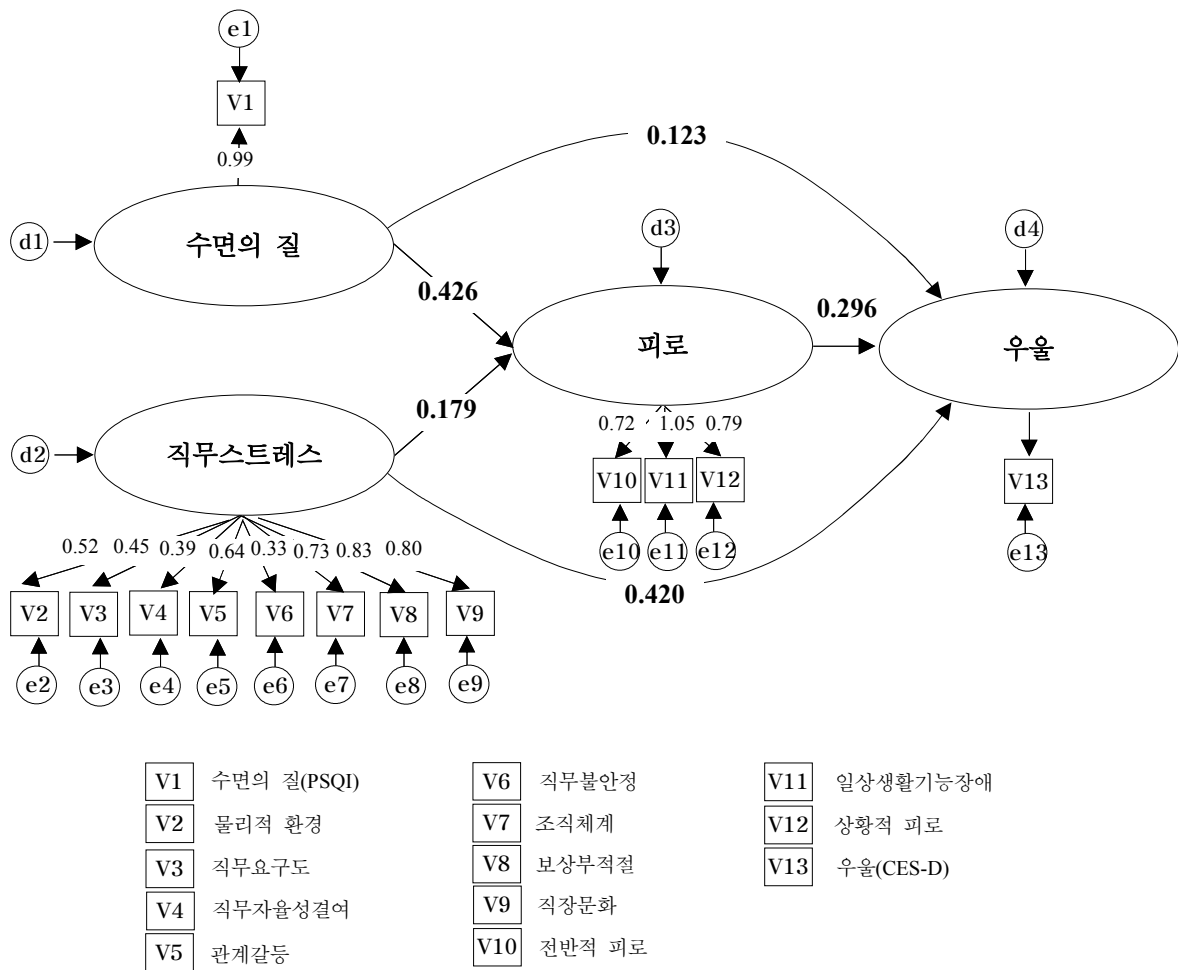 e1
V1
0.99
0.123
d1
수면의 질
d3
d4
0.426
0.296
피로
우울
0.179
d2
직무스트레스
0.72 1.05 0.79
V10 V11 V12
V13
e10 e11 e12
e13
0.52 0.45 0.39 0.64 0.33 0.73 0.83 0.80
0.420
V2 V3 V4 V5 V6 V7 V8 V9
e2 e3 e4 e5 e6 e7 e8 e9
V1 수면의 질(PSQI)
V2 물리적 환경
V3 직무요구도
V4 직무자율성결여
V5 관계갈등
V6 직무불안정
V7 조직체계
V8 보상부적절
V9 직장문화
V10 전반적 피로
V11 일상생활기능장애
V12 상황적 피로
V13 우울(CES-D)